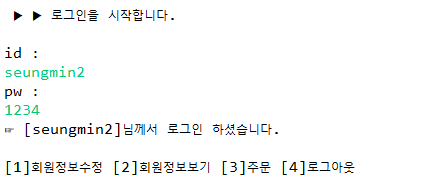 ▶ ▶ 로그인을 시작합니다.
id :
seungmin2
pw :
1234
☞ [seungmin2]님께서 로그인 하셨습니다.
[1]회원정보수정 [2]회원정보보기 [3]주문 [4]로그아웃